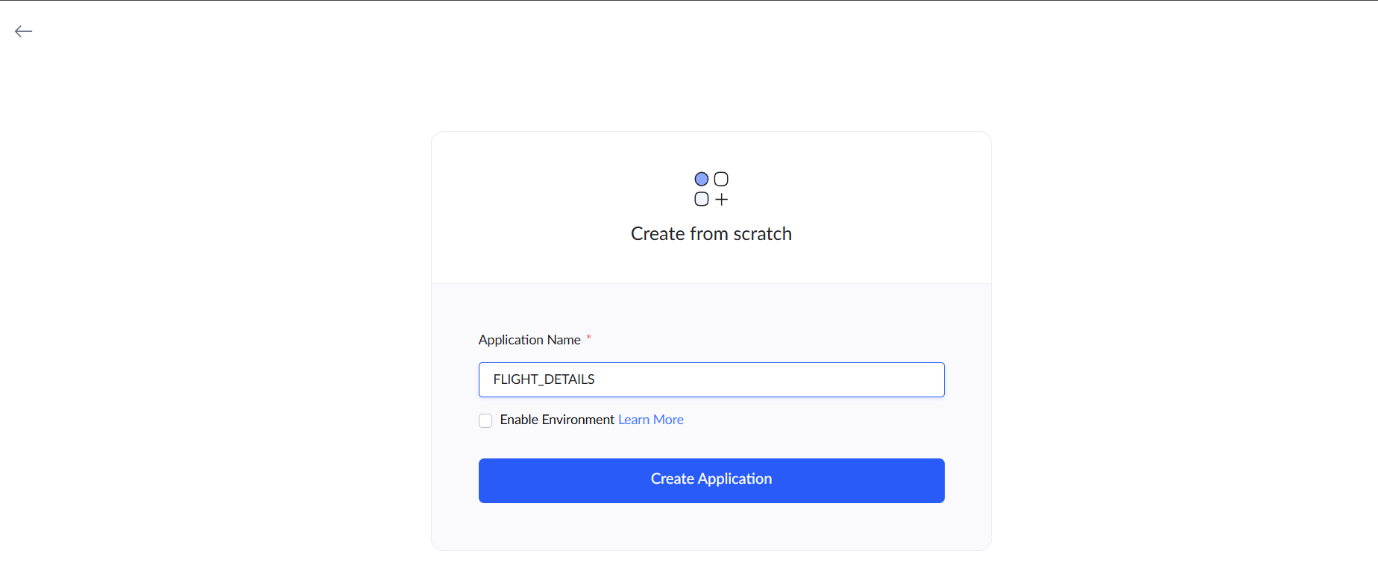 Create from scratch
Application Name *
FLIGHT_DETAILS
Enable Environment Learn More
Create Application